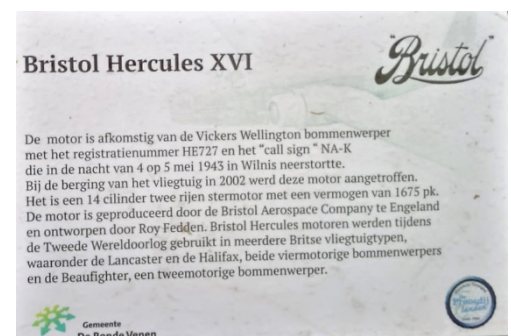 Bristol Hercules XVI
"Bristol"
De motor is afkomstig van de Vickers Wellington bommenwerper
met het registratienummer HE727 en het "call sign " NA-K
die in de nacht van 4 op 5 mei 1943 in Wilnis neerstortte.
Bij de berging van het vliegtuig in 2002 werd deze motor aangetroffen.
Het is een 14 cilinder twee rijen stermotor met een vermogen van 1675 pk.
De motor is geproduceerd door de Bristol Aerospace Company te Engeland
en ontworpen door Roy Fedden. Bristol Hercules motoren werden tijdens
de Tweede Wereldoorlog gebruikt in meerdere Britse vliegtuigtypen,
waaronder de Lancaster en de Halifax, beide viermotorige bommenwerpers
en de Beaufighter, een tweemotorige bommenwerper.
Gemeente
De Ronde Venen